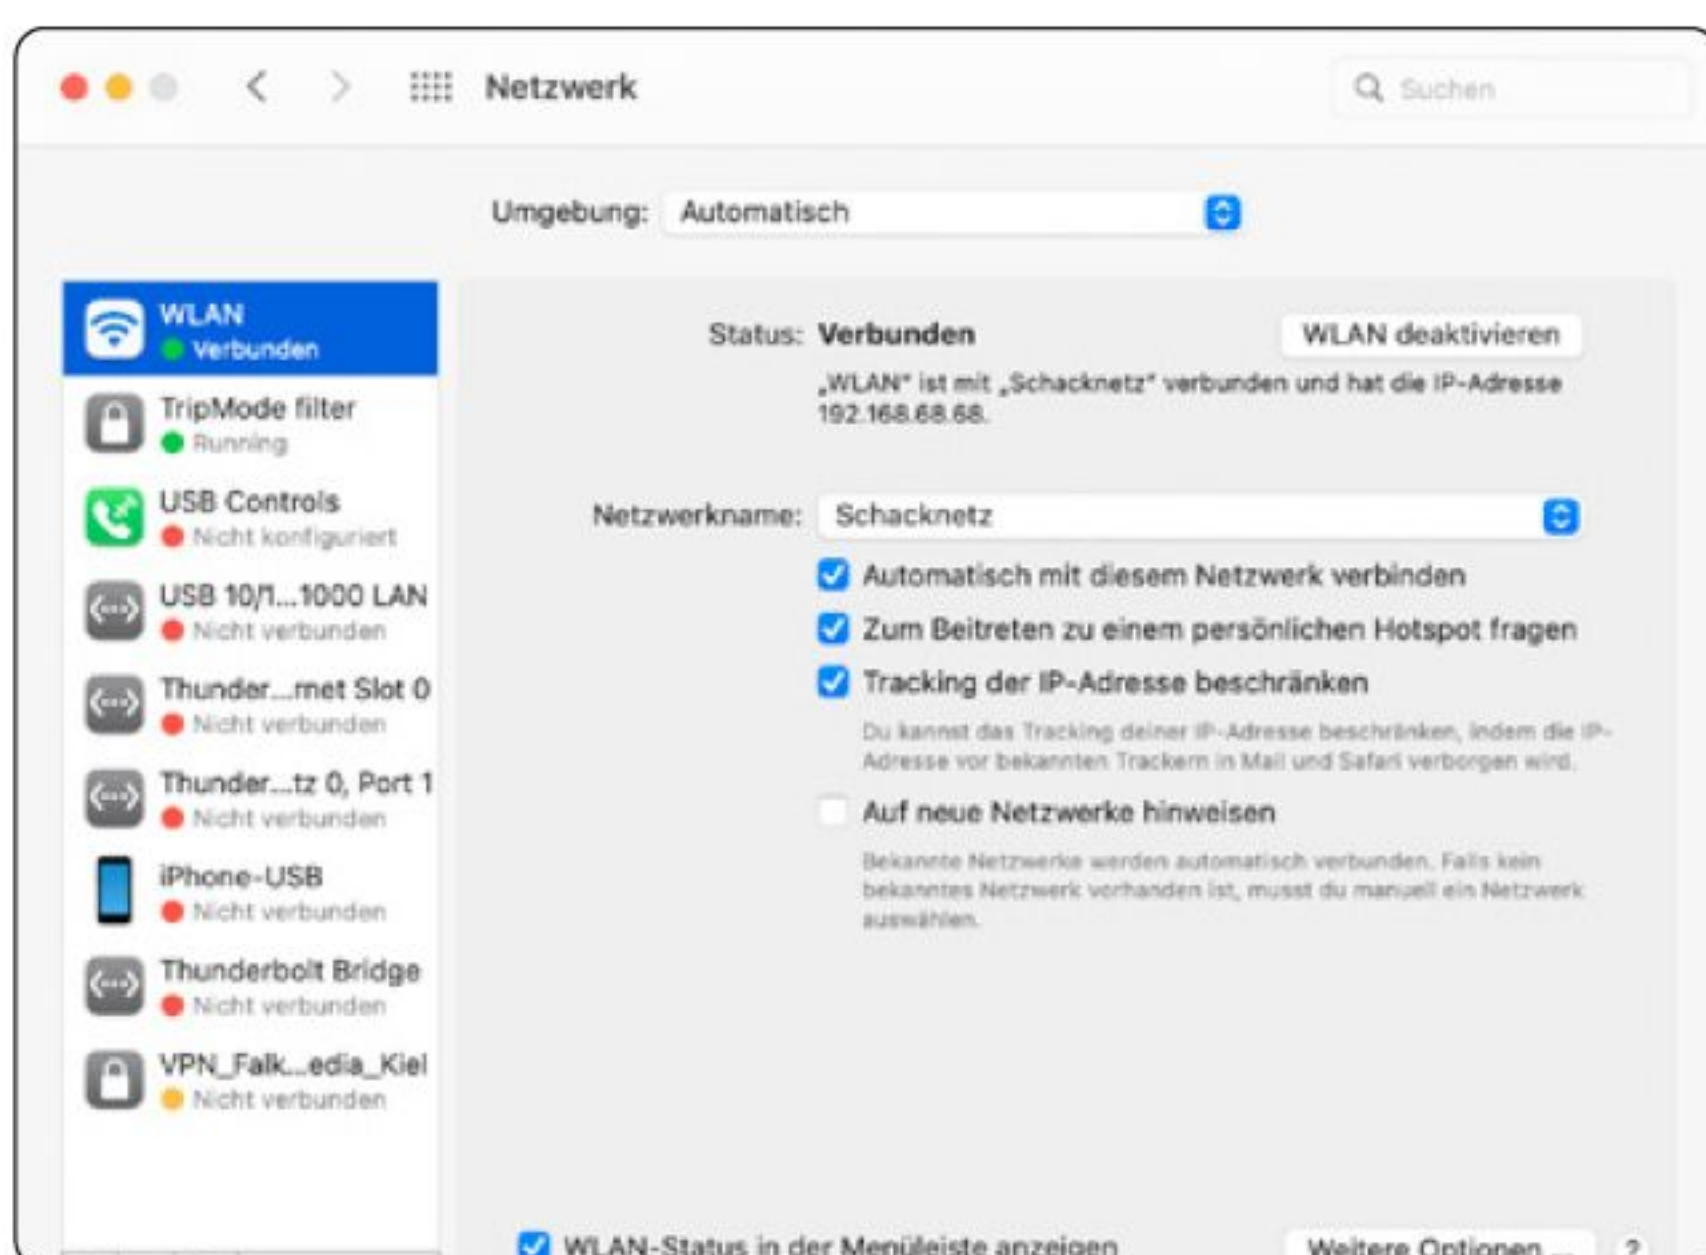 Netzwerk
Suchen
Umgebung: Automatisch
WLAN
Verbunden
TripMode filter
Running
USB Controls
Nicht konfiguriert
USB 10/1...1000 LAN
Nicht verbunden
Thunder...rnet Slot 0
Nicht verbunden
Thunder...tz 0, Port 1
Nicht verbunden
iPhone-USB
Nicht verbunden
Thunderbolt Bridge
Nicht verbunden
VPN_Falk...edia_Kiel
Nicht verbunden
Status: Verbunden
WLAN deaktivieren
„WLAN“ ist mit „Schacknetz“ verbunden und hat die IP-Adresse
192.168.68.68.
Netzwerkname: Schacknetz
Automatisch mit diesem Netzwerk verbinden
Zum Beitreten zu einem persönlichen Hotspot fragen
Tracking der IP-Adresse beschränken
Du kannst das Tracking deiner IP-Adresse beschränken, indem die IP-
Adresse vor bekannten Trackern in Mail und Safari verborgen wird.
Auf neue Netzwerke hinweisen
Bekannte Netzwerke werden automatisch verbunden. Falls kein
bekanntes Netzwerk vorhanden ist, musst du manuell ein Netzwerk
auswählen.
WLAN-Status in der Menüleiste anzeigen
Weitere Optionen ...
?